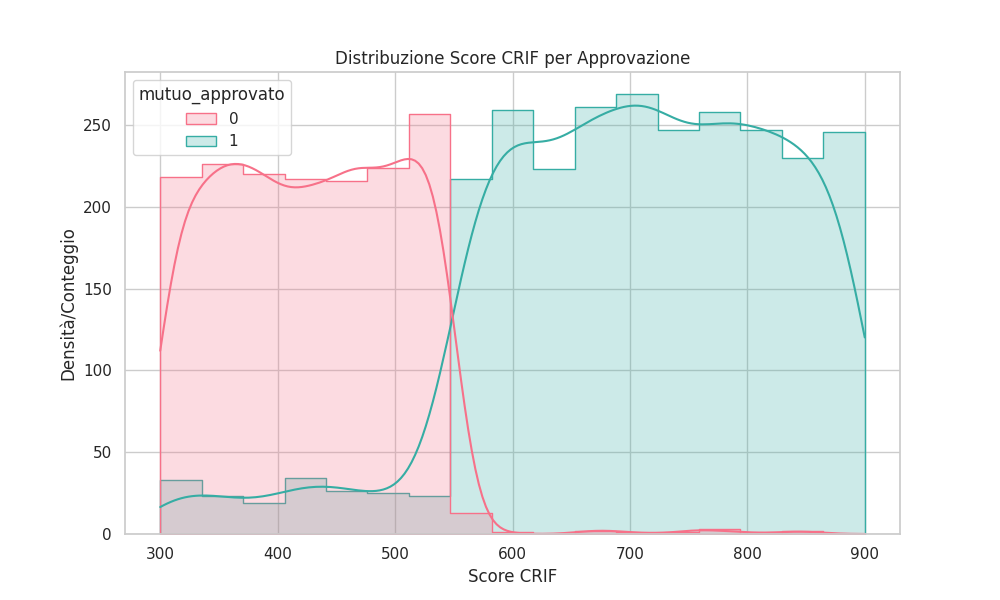 Distribuzione Score CRIF per Approvazione
mutuo_approvato
0
1
Densità/Conteggio
250
200
150
100
50
0
300 400 500 600 700 800 900
Score CRIF